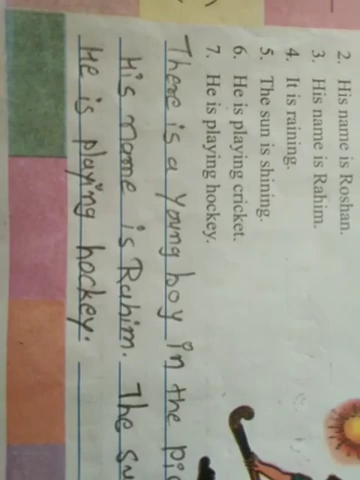 2. His name is Roshan.
3. His name is Rahim.
4. It is raining.
5. The sun is shining.
6. He is playing cricket.
7. He is playing hockey.
There is a young boy in the
His name is Rahim. The
He is playing hockey.